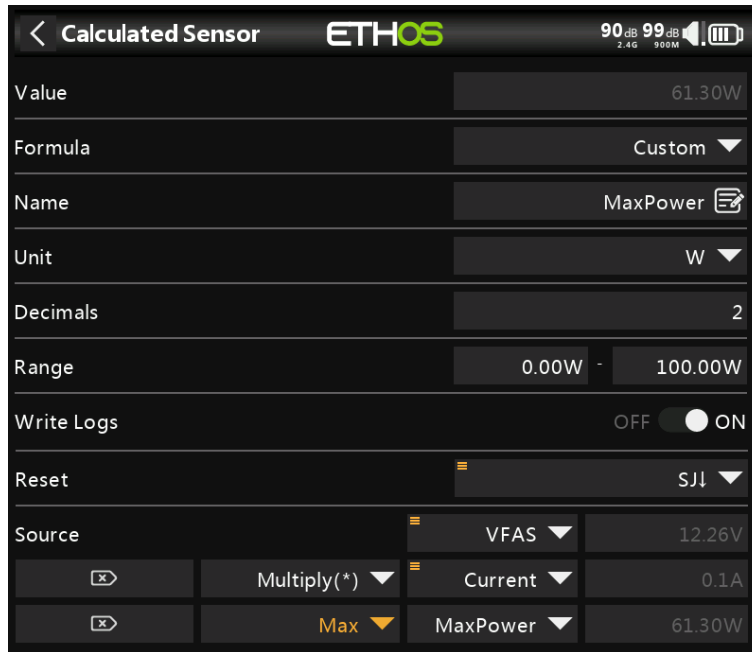 Calculated Sensor ETHOS 90dB 99dB
2.4G 900M
Value 61.30W
Formula Custom
Name MaxPower
Unit W
Decimals 2
Range 0.00W - 100.00W
Write Logs OFF ON
Reset SJ↓
Source VFAS 12.26V
Multiply(*) Current 0.1A
Max MaxPower 61.30W